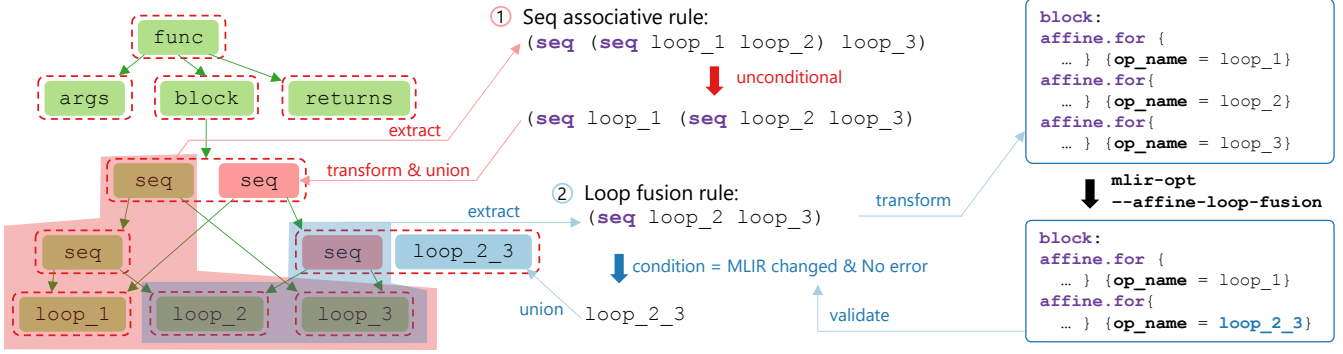 func
args
block
returns
extract
seq
seq
transform & union
seq
seq
loop_2_3
loop_1
loop_2
loop_3
① Seq associative rule:
(seq (seq loop_1 loop_2) loop_3)
unconditional
(seq loop_1 (seq loop_2 loop_3)
② Loop fusion rule:
extract
(seq loop_2 loop_3)
transform
condition = MLIR changed & No error
union
loop_2_3
validate
block:
affine.for {
… } {op_name = loop_1}
affine.for{
… } {op_name = loop_2}
affine.for{
… } {op_name = loop_3}
mlir-opt
--affine-loop-fusion
block:
affine.for {
… } {op_name = loop_1}
affine.for{
… } {op_name = loop_2_3}